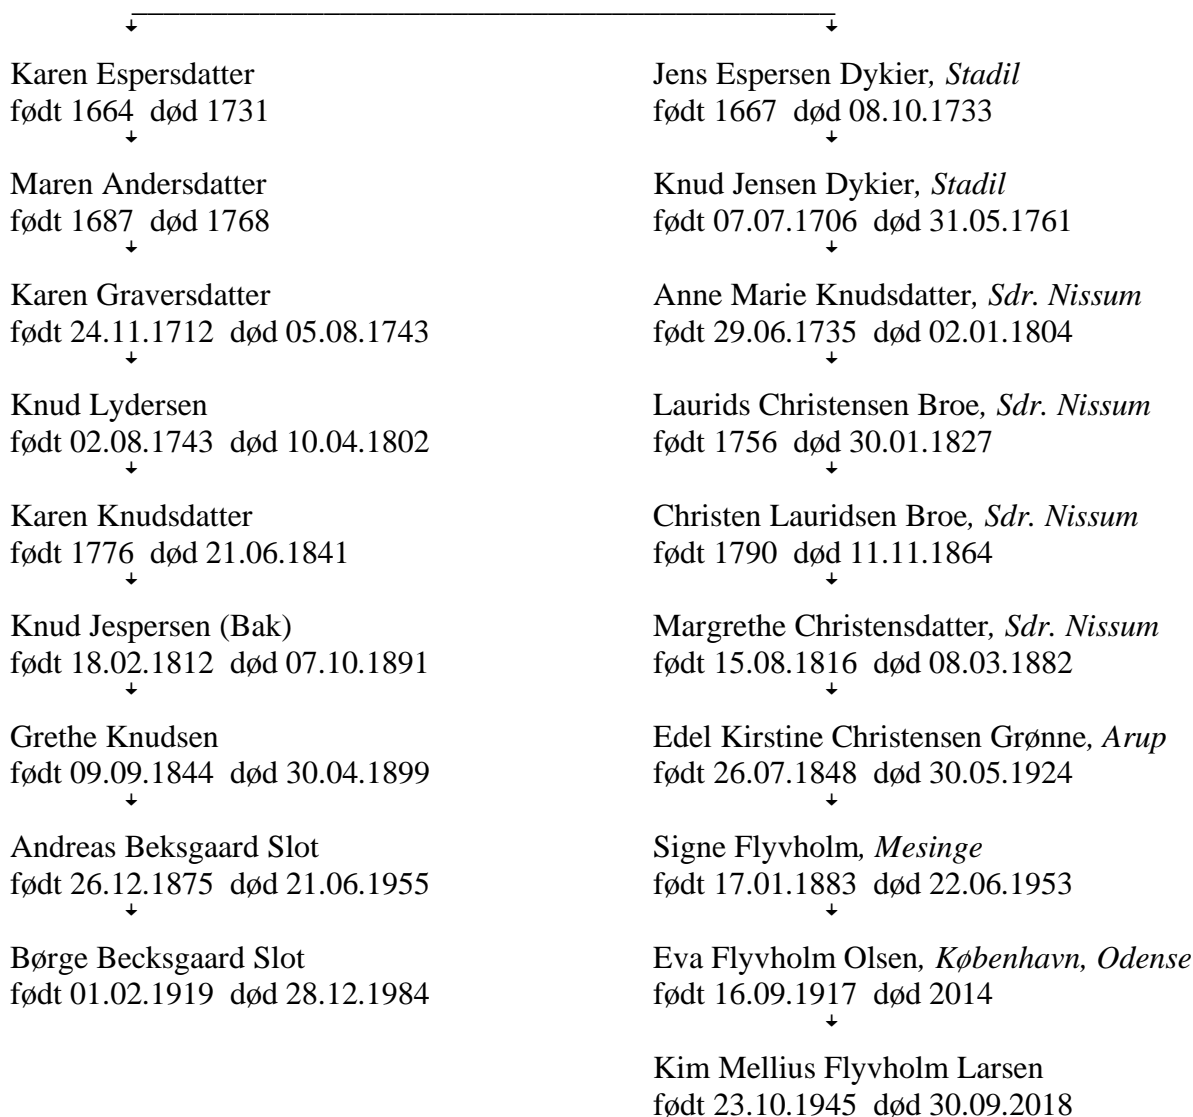 Karen Espersdatter
født 1664 død 1731
Maren Andersdatter
født 1687 død 1768
Karen Graversdatter
født 24.11.1712 død 05.08.1743
Knud Lydersen
født 02.08.1743 død 10.04.1802
Karen Knudsdatter
født 1776 død 21.06.1841
Knud Jespersen (Bak)
født 18.02.1812 død 07.10.1891
Grethe Knudsen
født 09.09.1844 død 30.04.1899
Andreas Beksgaard Slot
født 26.12.1875 død 21.06.1955
Børge Becksgaard Slot
født 01.02.1919 død 28.12.1984
Jens Espersen Dykier, Stadil
født 1667 død 08.10.1733
Knud Jensen Dykier, Stadil
født 07.07.1706 død 31.05.1761
Anne Marie Knudsdatter, Sdr. Nissum
født 29.06.1735 død 02.01.1804
Laurids Christensen Broe, Sdr. Nissum
født 1756 død 30.01.1827
Christen Lauridsen Broe, Sdr. Nissum
født 1790 død 11.11.1864
Margrethe Christensdatter, Sdr. Nissum
født 15.08.1816 død 08.03.1882
Edel Kirstine Christensen Grønne, Arup
født 26.07.1848 død 30.05.1924
Signe Flyvholm, Mesinge
født 17.01.1883 død 22.06.1953
Eva Flyvholm Olsen, København, Odense
født 16.09.1917 død 2014
Kim Mellius Flyvholm Larsen
født 23.10.1945 død 30.09.2018